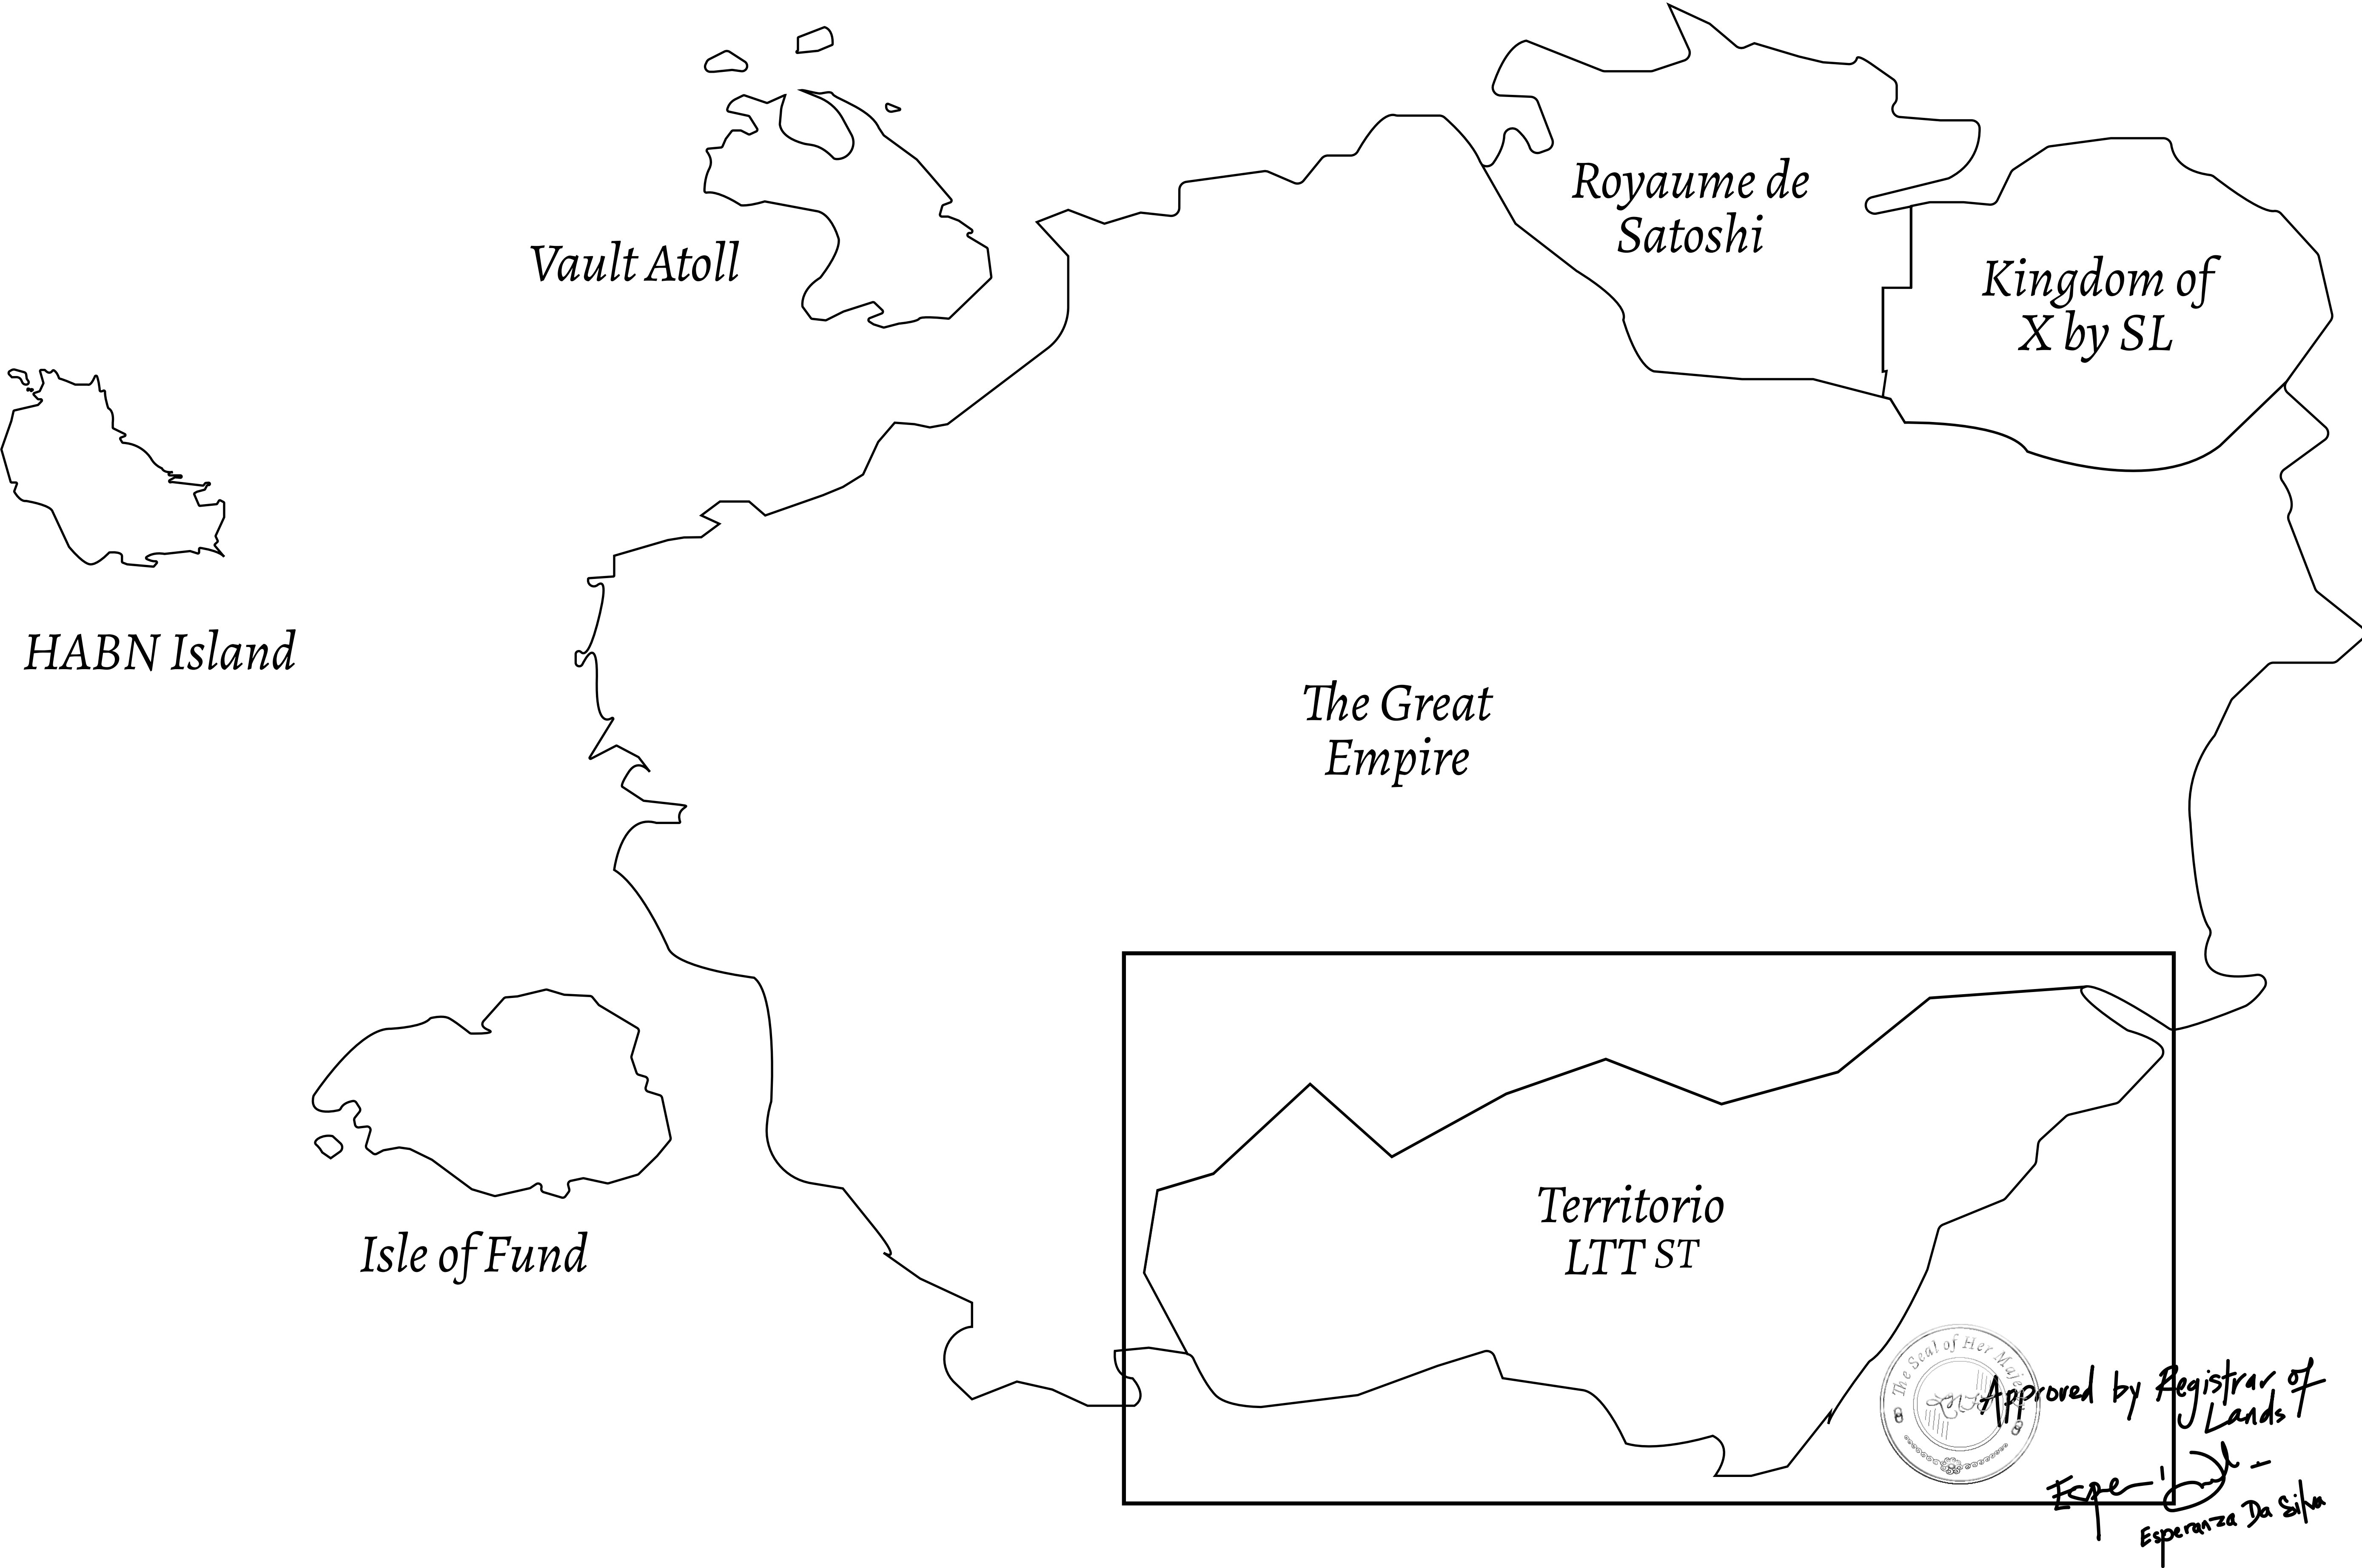 Royaume de
Satoshi
Vault Atoll
Kingdom of
X by SL
HABN Island
The Great
Empire
Territorio
LTT ST
Isle of Fund
The Seal of Her Majesty
Approved by Registrar of
Lands
Esperanza Da Silva